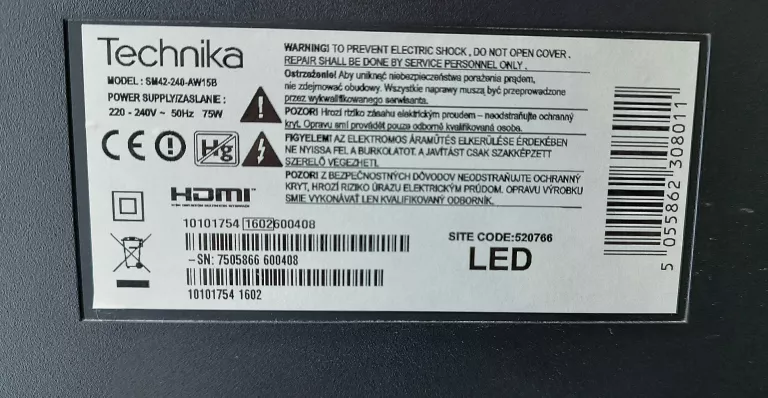 Technika
MODEL: SM42-240-AW15B
POWER SUPPLY/ZASLANIE :
220 - 240V ~ 50Hz 75W
Hg
HDMI
WARNING! TO PREVENT ELECTRIC SHOCK , DO NOT OPEN COVER .
REPAIR SHALL BE DONE BY SERVICE PERSONNEL ONLY .
Ostrzeżenie! Aby uniknąć niebezpieczeństwa porażenia prądem,
nie zdejmować obudowy. Wszystkie naprawy muszą być przeprowadzone
przez wykwalifikowanego serwisanta.
POZOR! Hrozí riziko zásahu elektrickým proudem – neodstraňujte ochranný
kryt. Opravu smí provádět pouze odborně kvalifikovaná osoba.
FIGYELEM! AZ ELEKTROMOS ÁRAMÜTÉS ELKERÜLÉSE ÉRDEKÉBEN
NE NYISSA FEL A BURKOLATOT. A JAVÍTÁST CSAK SZAKKÉPZETT
SZERELŐ VÉGEZHETI.
POZOR! Z BEZPEČNOSTNÝCH DÔVODOV NEODSTRAŇUJTE OCHRANNÝ
KRYT, HROZÍ RIZIKO ÚRAZU ELEKTRICKÝM PRÚDOM. OPRAVU VÝROBKU
SMIE VYKONÁVAŤ LEN KVALIFIKOVANÝ ODBORNÍK.
10101754 1602600408
–SN: 7505866 600408
10101754 1602
SITE CODE:520766
LED
5 055862 308011